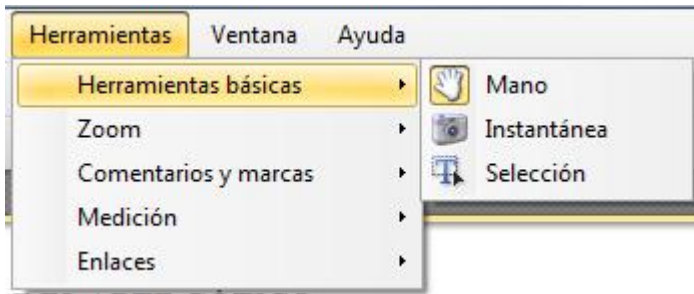 Herramientas Ventana Ayuda
Herramientas básicas
Zoom
Comentarios y marcas
Medición
Enlaces
Mano
Instantánea
Selección